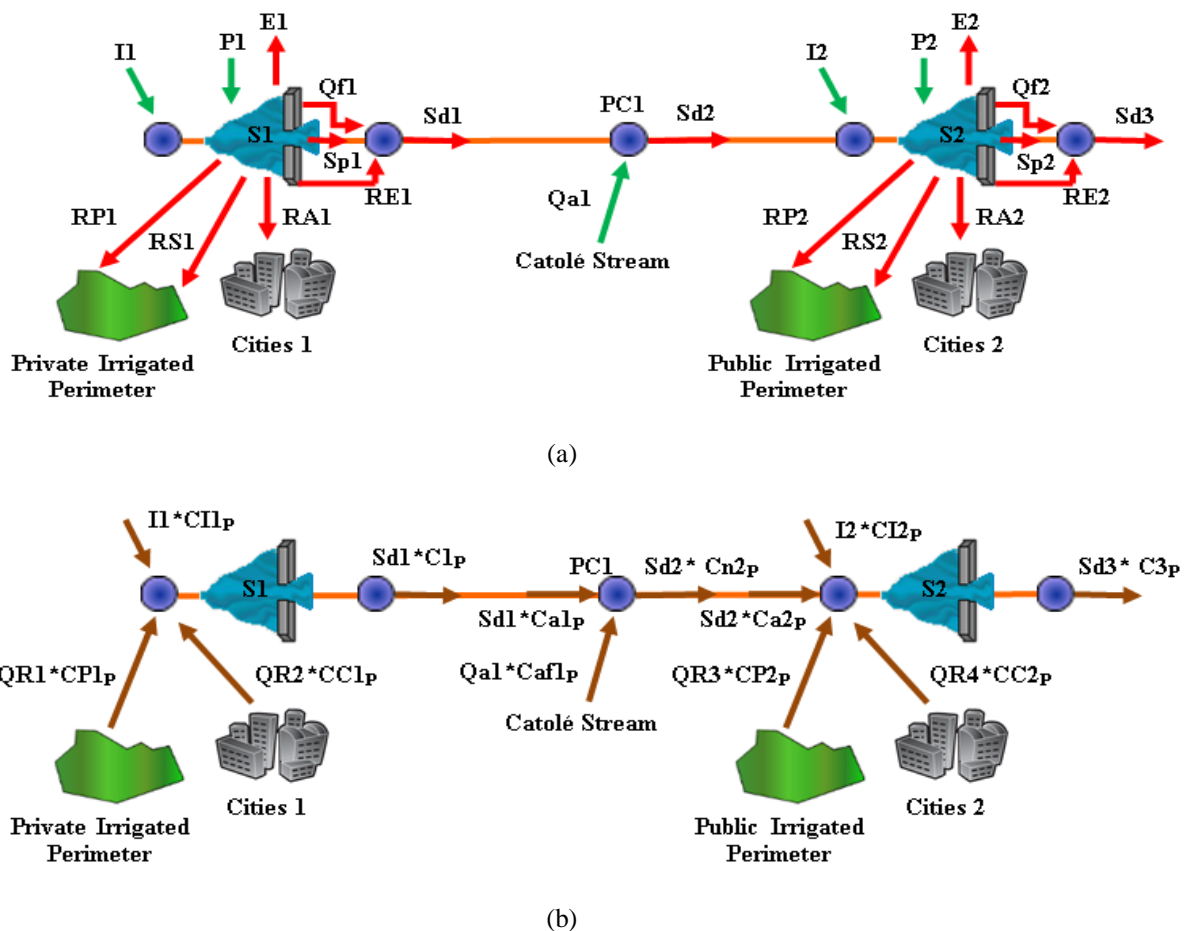 E1
I1
P1
Qf1
S1
Sp1
RE1
Sd1
RP1
RS1
RA1
Private Irrigated
Perimeter
Cities 1
PC1
Sd2
Qa1
Catolé Stream
E2
I2
P2
Qf2
S2
Sp2
RE2
Sd3
RP2
RS2
RA2
Public Irrigated
Perimeter
Cities 2
(a)
I1*CI1P
S1
Sd1*C1P
QR1*CP1P
QR2*CC1P
Private Irrigated
Perimeter
Cities 1
PC1
Sd1*Ca1P
Qa1*Caf1P
Catolé Stream
Sd2* Cn2P
Sd2*Ca2P
I2*CI2P
S2
Sd3* C3P
QR3*CP2P
QR4*CC2P
Public Irrigated
Perimeter
Cities 2
(b)